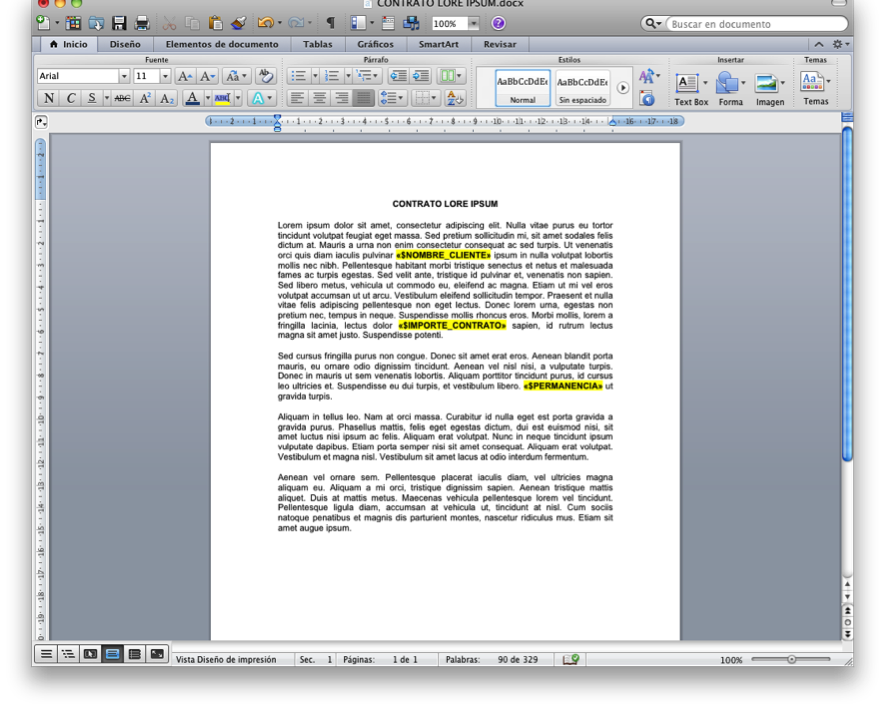 CONTRATO LORE IPSUM.docx
100%
Buscar en documento
Inicio Diseño Elementos de documento Tablas Gráficos SmartArt Revisar
Fuente Párrafo Estilos Insertar Temas
Arial 11
AaBbCcDdEe AaBbCcDdEe
Normal Sin espaciado
Text Box Forma Imagen Temas
CONTRATO LORE IPSUM
Lorem ipsum dolor sit amet, consectetur adipiscing elit. Nulla vitae purus eu tortor
tincidunt volutpat feugiat eget massa. Sed pretium sollicitudin mi, sit amet sodales felis
dictum at. Mauris a urna non enim consectetur consequat ac sed turpis. Ut venenatis
orci quis diam iaculis pulvinar «$NOMBRE_CLIENTE» ipsum in nulla volutpat lobortis
mollis nec nibh. Pellentesque habitant morbi tristique senectus et netus et malesuada
fames ac turpis egestas. Sed velit ante, tristique id pulvinar et, venenatis non sapien.
Sed libero metus, vehicula ut commodo eu, eleifend ac magna. Etiam ut mi vel eros
volutpat accumsan ut ut arcu. Vestibulum eleifend sollicitudin tempor. Praesent et nulla
vitae felis adipiscing pellentesque non eget lectus. Donec lorem urna, egestas non
pretium nec, tempus in neque. Suspendisse mollis rhoncus eros. Morbi mollis, lorem a
fringilla lacinia, lectus dolor «$IMPORTE_CONTRATO» sapien, id rutrum lectus
magna sit amet justo. Suspendisse potenti.
Sed cursus fringilla purus non congue. Donec sit amet erat eros. Aenean blandit porta
mauris, eu ornare odio dignissim tincidunt. Aenean vel nisl nisi, a vulputate turpis.
Donec in mauris ut sem venenatis lobortis. Aliquam porttitor tincidunt purus, id cursus
leo ultricies et. Suspendisse eu dui turpis, et vestibulum libero. «$PERMANENCIA» ut
gravida turpis.
Aliquam in tellus leo. Nam at orci massa. Curabitur id nulla eget est porta gravida a
gravida purus. Phasellus mattis, felis eget egestas dictum, dui est euismod nisi, sit
amet luctus nisi ipsum ac felis. Aliquam erat volutpat. Nunc in neque tincidunt ipsum
vulputate dapibus. Etiam porta semper nisi sit amet consequat. Aliquam erat volutpat.
Vestibulum et magna nisl. Vestibulum sit amet lacus at odio interdum fermentum.
Aenean vel ornare sem. Pellentesque placerat iaculis diam, vel ultricies magna
aliquam eu. Aliquam a mi orci, tristique dignissim sapien. Aenean tristique mattis
aliquet. Duis at mattis metus. Maecenas vehicula pellentesque lorem vel tincidunt.
Pellentesque ligula diam, accumsan at vehicula ut, tincidunt at nisl. Cum sociis
natoque penatibus et magnis dis parturient montes, nascetur ridiculus mus. Etiam sit
amet augue ipsum.
Vista Diseño de impresión Sec. 1 Páginas: 1 de 1 Palabras: 90 de 329 100%